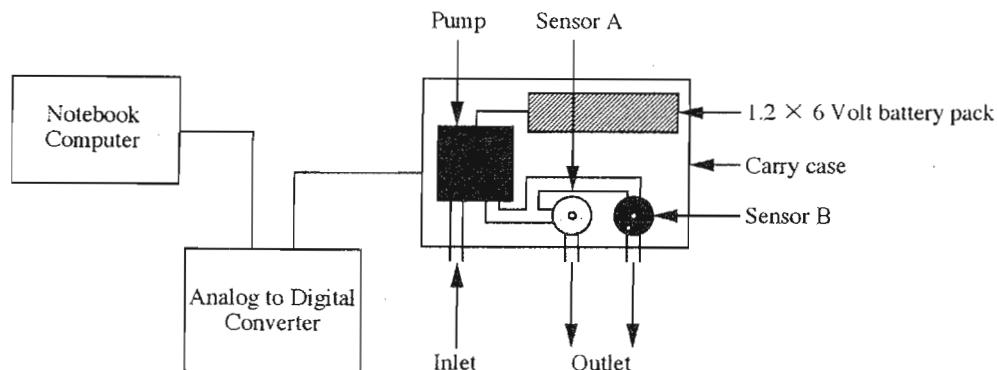 Pump
Sensor A
Notebook
Computer
1.2 × 6 Volt battery pack
Carry case
Sensor B
Analog to Digital
Converter
Inlet
Outlet